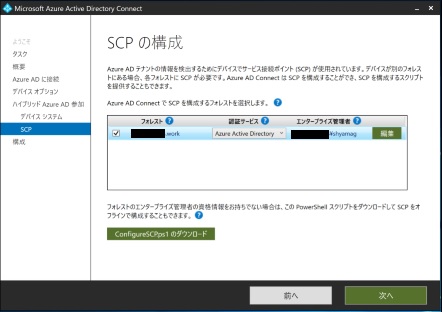 Microsoft Azure Active Directory Connect
ようこそ
タスク
概要
Azure AD に接続
デバイス オプション
ハイブリッド Azure AD 参加
デバイス システム
SCP
構成
SCP の構成
Azure AD テナントの情報を検出するためにデバイスでサービス接続ポイント (SCP) が使用されています。デバイスが別のフォレスト
にある場合、各フォレストに SCP が必要です。Azure AD Connect は SCP を構成することができ、SCP を構成するスクリプト
を提供することもできます。
Azure AD Connect で SCP を構成するフォレストを選択します。 ?
フォレスト ? 認証サービス ? エンタープライズ管理者 ?
.work Azure Active Directory ¥shyamag 編集
フォレストのエンタープライズ管理者の資格情報をお持ちでない場合は、この PowerShell スクリプトをダウンロードして SCP をオ
フラインで構成することもできます。 ?
ConfigureSCP.ps1 のダウンロード
前へ 次へ